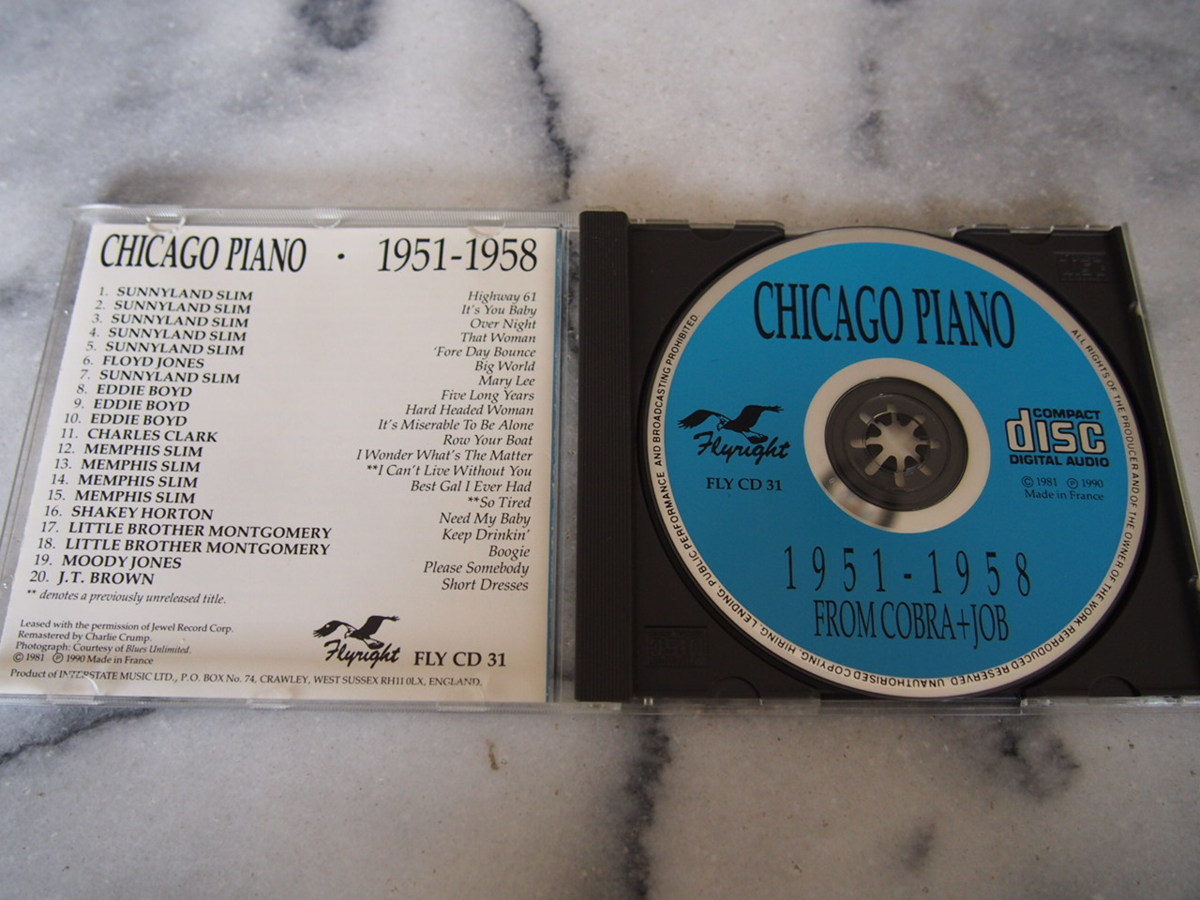 CHICAGO PIANO • 1951-1958
1. SUNNYLAND SLIM Highway 61
2. SUNNYLAND SLIM It's You Baby
3. SUNNYLAND SLIM Over Night
4. SUNNYLAND SLIM That Woman
5. SUNNYLAND SLIM 'Fore Day Bounce
6. FLOYD JONES Big World
7. SUNNYLAND SLIM Mary Lee
8. EDDIE BOYD Five Long Years
9. EDDIE BOYD Hard Headed Woman
10. EDDIE BOYD It's Miserable To Be Alone
11. CHARLES CLARK Row Your Boat
12. MEMPHIS SLIM I Wonder What's The Matter
13. MEMPHIS SLIM **I Can't Live Without You
14. MEMPHIS SLIM Best Gal I Ever Had
15. MEMPHIS SLIM **So Tired
16. SHAKEY HORTON Need My Baby
17. LITTLE BROTHER MONTGOMERY Keep Drinkin'
18. LITTLE BROTHER MONTGOMERY Boogie
19. MOODY JONES Please Somebody
20. J.T. BROWN Short Dresses
** denotes a previously unreleased title.
Leased with the permission of Jewel Record Corp.
Remastered by Charlie Crump.
Photograph: Courtesy of Blues Unlimited.
© 1981 ℗ 1990 Made in France
Flyright FLY CD 31
Product of INTERSTATE MUSIC LTD., P.O. BOX No. 74, CRAWLEY, WEST SUSSEX RH11 0LX, ENGLAND.
CHICAGO PIANO
Flyright
FLY CD 31
COMPACT
disc
DIGITAL AUDIO
© 1981 ℗ 1990
Made in France
1951-1958
FROM COBRA+JOB
ALL RIGHTS OF THE PRODUCER AND OF THE OWNER OF THE WORK REPRODUCED RESERVED. UNAUTHORISED COPYING, HIRING, LENDING, PUBLIC PERFORMANCE AND BROADCASTING PROHIBITED